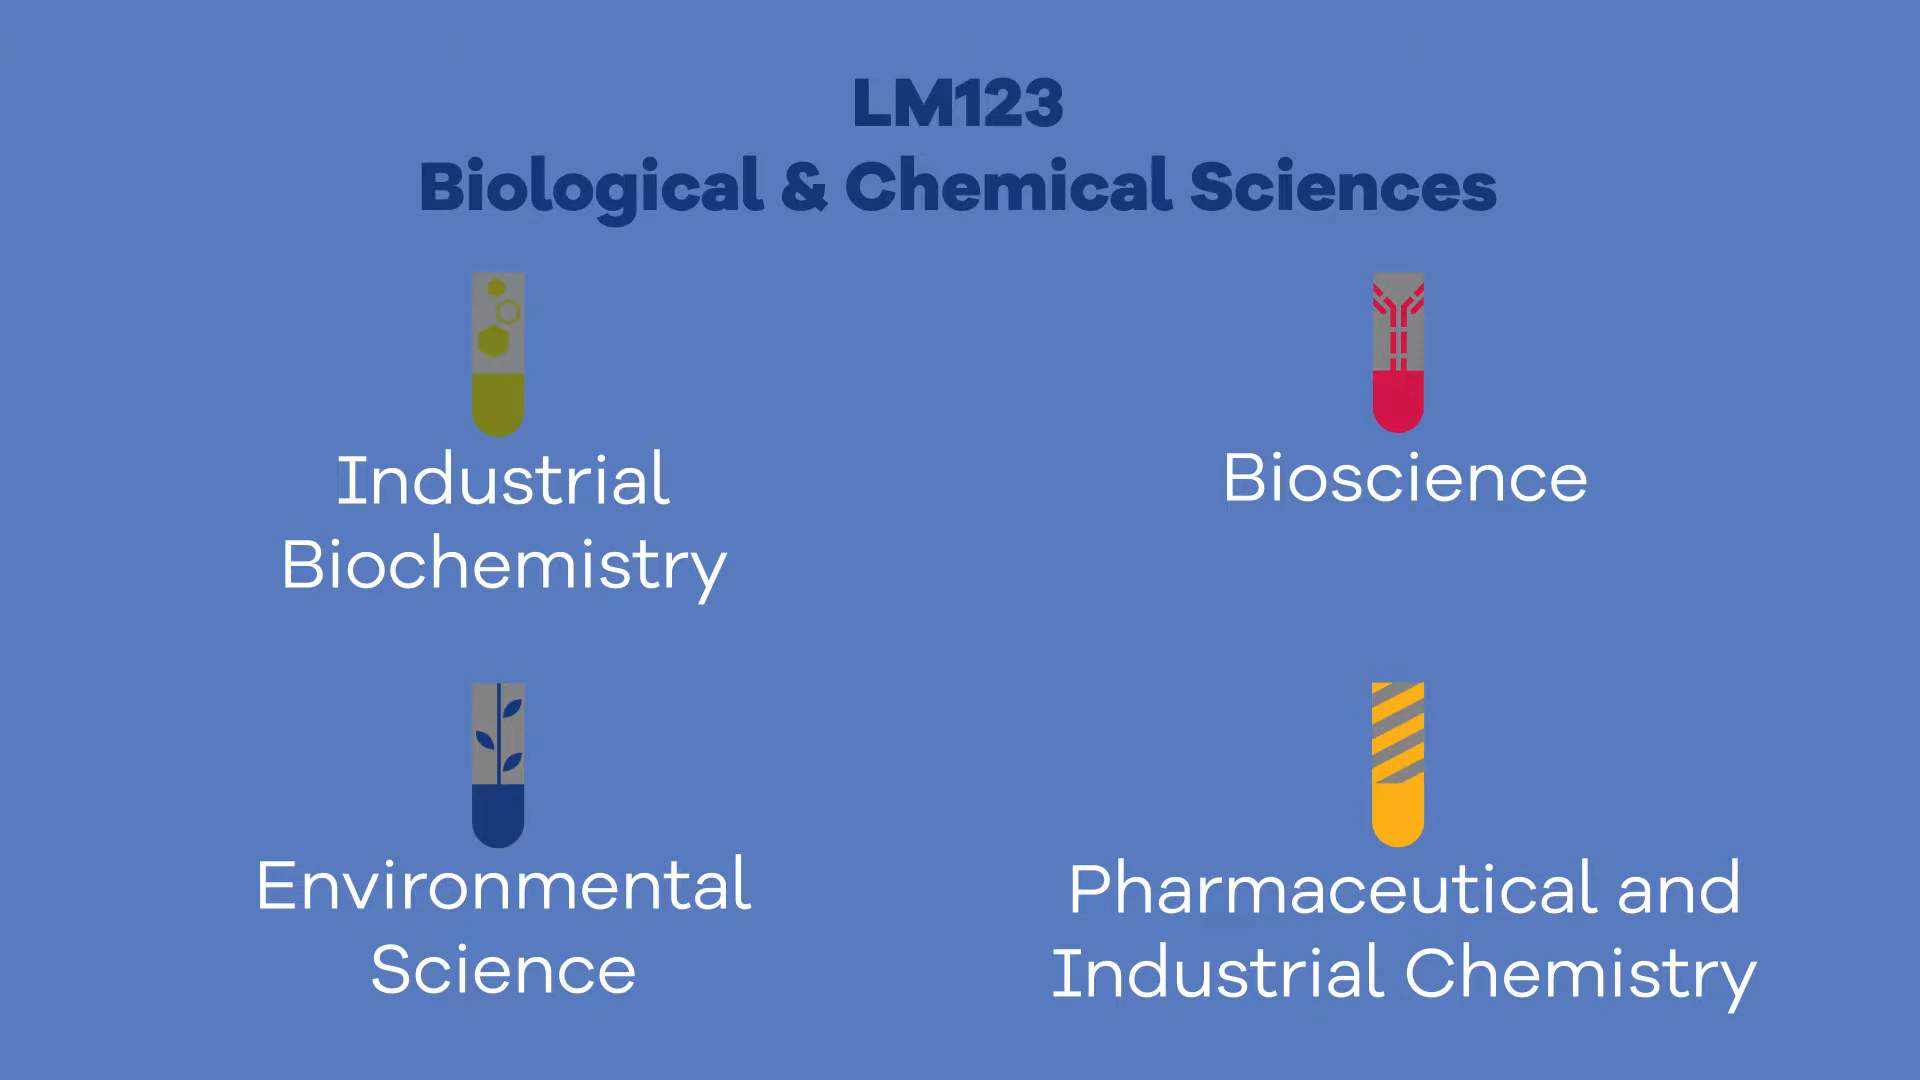 LM123
Biological & Chemical Sciences
Industrial
Biochemistry
Bioscience
Environmental
Science
Pharmaceutical and
Industrial Chemistry